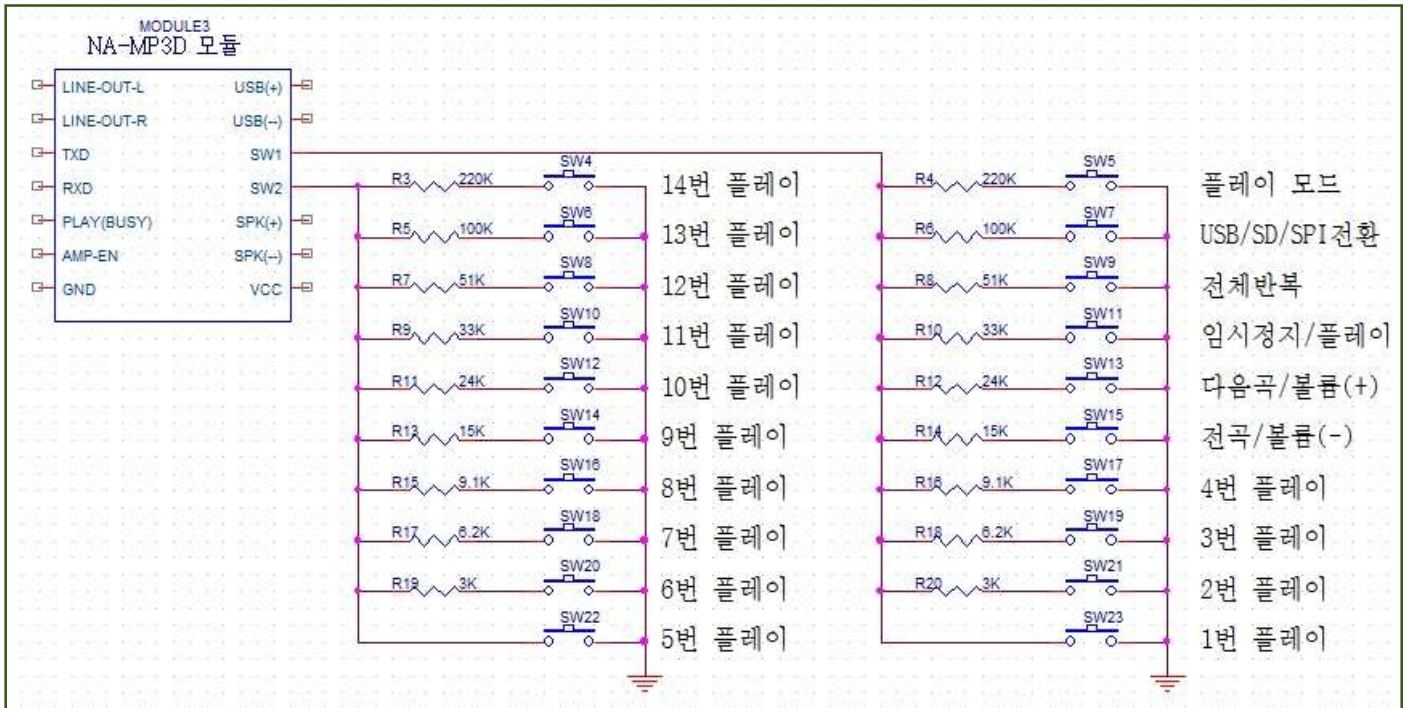 MODULE3
NA-MP3D 모듈
LINE-OUT-L USB(+)
LINE-OUT-R USB(--)
TXD SW1
RXD SW2
PLAY(BUSY) SPK(+)
AMP-EN SPK(--)
GND VCC
R3 220K SW4 14번 플레이 R4 220K SW5 플레이 모드
R5 100K SW6 13번 플레이 R6 100K SW7 USB/SD/SPI전환
R7 51K SW8 12번 플레이 R8 51K SW9 전체반복
R9 33K SW10 11번 플레이 R10 33K SW11 임시정지/플레이
R11 24K SW12 10번 플레이 R12 24K SW13 다음곡/볼륨(+)
R13 15K SW14 9번 플레이 R14 15K SW15 전곡/볼륨(-)
R15 9.1K SW16 8번 플레이 R16 9.1K SW17 4번 플레이
R17 6.2K SW18 7번 플레이 R18 6.2K SW19 3번 플레이
R19 3K SW20 6번 플레이 R20 3K SW21 2번 플레이
SW22 5번 플레이 SW23 1번 플레이